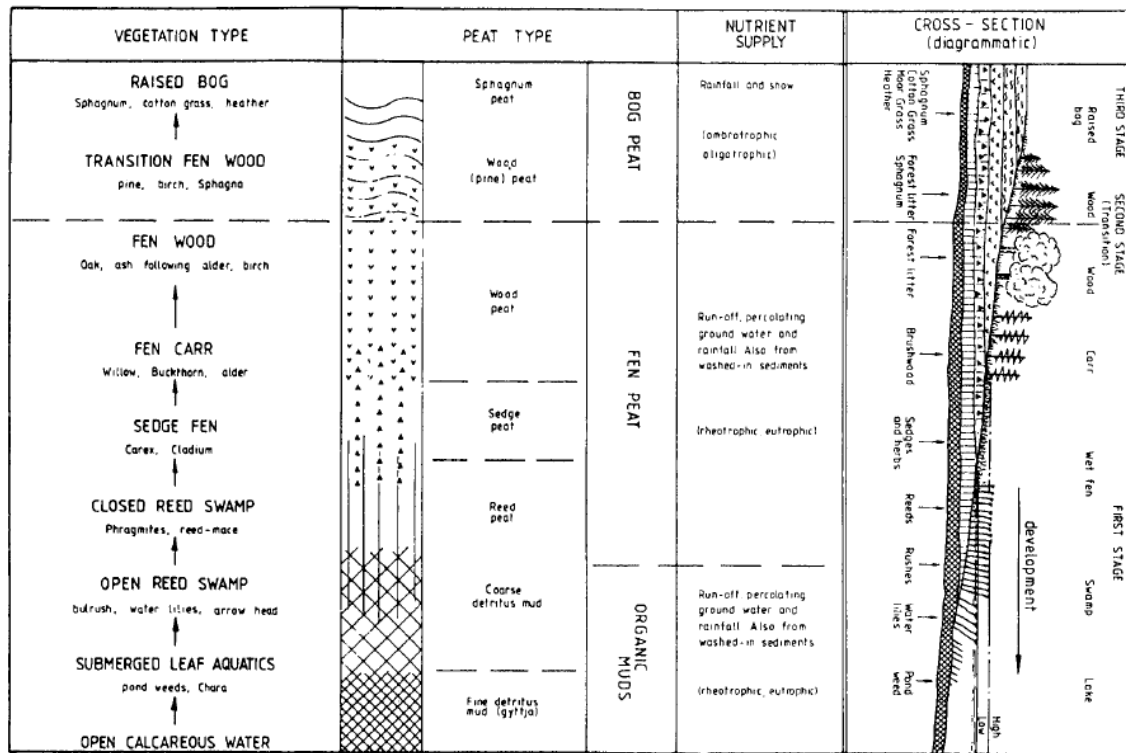 VEGETATION TYPE
PEAT TYPE
NUTRIENT
SUPPLY
CROSS - SECTION
(diagrammatic)
RAISED BOG
Sphagnum, cotton grass, heather
TRANSITION FEN WOOD
pine, birch, Sphagna
FEN WOOD
Oak, ash following alder, birch
FEN CARR
Willow, Buckthorn, alder
SEDGE FEN
Carex, Cladium
CLOSED REED SWAMP
Phragmites, reed-mace
OPEN REED SWAMP
bulrush, water lilies, arrow head
SUBMERGED LEAF AQUATICS
pond weeds, Chara
OPEN CALCAREOUS WATER
Sphagnum
peat
Wood
(pine) peat
Wood
peat
Sedge
peat
Reed
peat
Coarse
detritus mud
Fine detritus
mud (gyttja)
BOG PEAT
FEN PEAT
ORGANIC
MUDS
Rainfall and snow
(ombrotrophic
oligatrophic)
Run-off, percolating
ground water and
rainfall Also from
washed-in sediments
(rheotrophic eutrophic)
Run-off, percolating
ground water and
rainfall Also from
washed-in sediments
(rheotrophic, eutrophic)
Sphagnum
Cotton Grass
Moor Grass
Heather
Forest Litter
Sphagnum
Forest litter
Brushwood
Sedges
and herbs
Reeds
Rushes
Water
lilies
Pond
weed
development
High
Low
Raised
bog
Wood
Wood
Carr
Wet fen
Swamp
Lake
THIRD STAGE
SECOND STAGE
(Transition)
FIRST STAGE